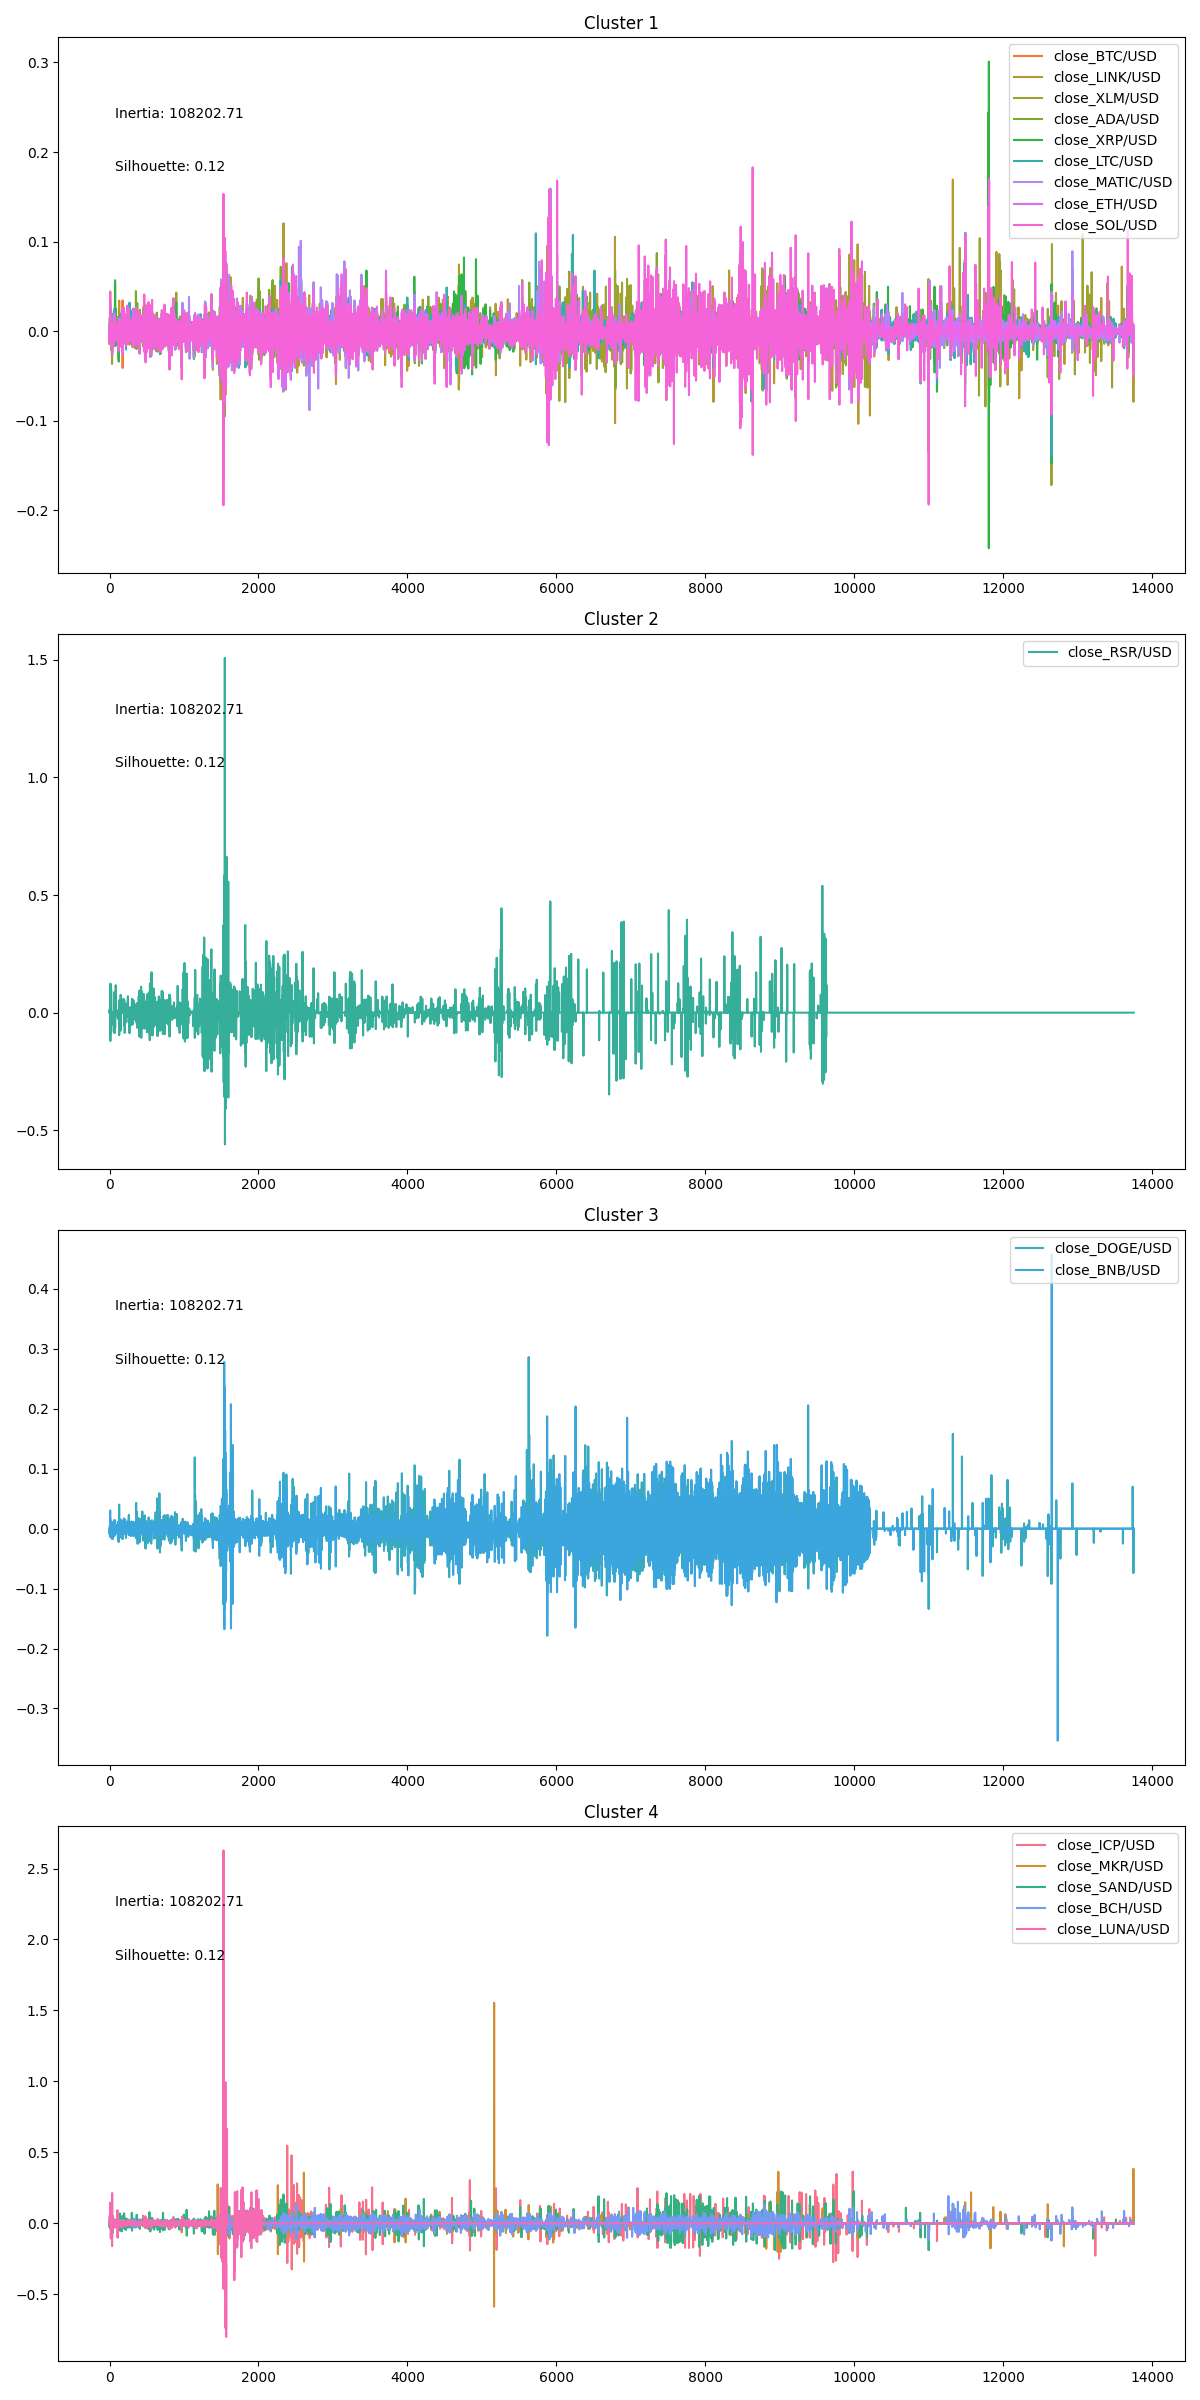 Cluster 1
0.3
0.2
0.1
0.0
−0.1
−0.2
Inertia: 108202.71
Silhouette: 0.12
close_BTC/USD
close_LINK/USD
close_XLM/USD
close_ADA/USD
close_XRP/USD
close_LTC/USD
close_MATIC/USD
close_ETH/USD
close_SOL/USD
0 2000 4000 6000 8000 10000 12000 14000
Cluster 2
1.5
1.0
0.5
0.0
−0.5
Inertia: 108202.71
Silhouette: 0.12
close_RSR/USD
0 2000 4000 6000 8000 10000 12000 14000
Cluster 3
0.4
0.3
0.2
0.1
0.0
−0.1
−0.2
−0.3
Inertia: 108202.71
Silhouette: 0.12
close_DOGE/USD
close_BNB/USD
0 2000 4000 6000 8000 10000 12000 14000
Cluster 4
2.5
2.0
1.5
1.0
0.5
0.0
−0.5
Inertia: 108202.71
Silhouette: 0.12
close_ICP/USD
close_MKR/USD
close_SAND/USD
close_BCH/USD
close_LUNA/USD
0 2000 4000 6000 8000 10000 12000 14000